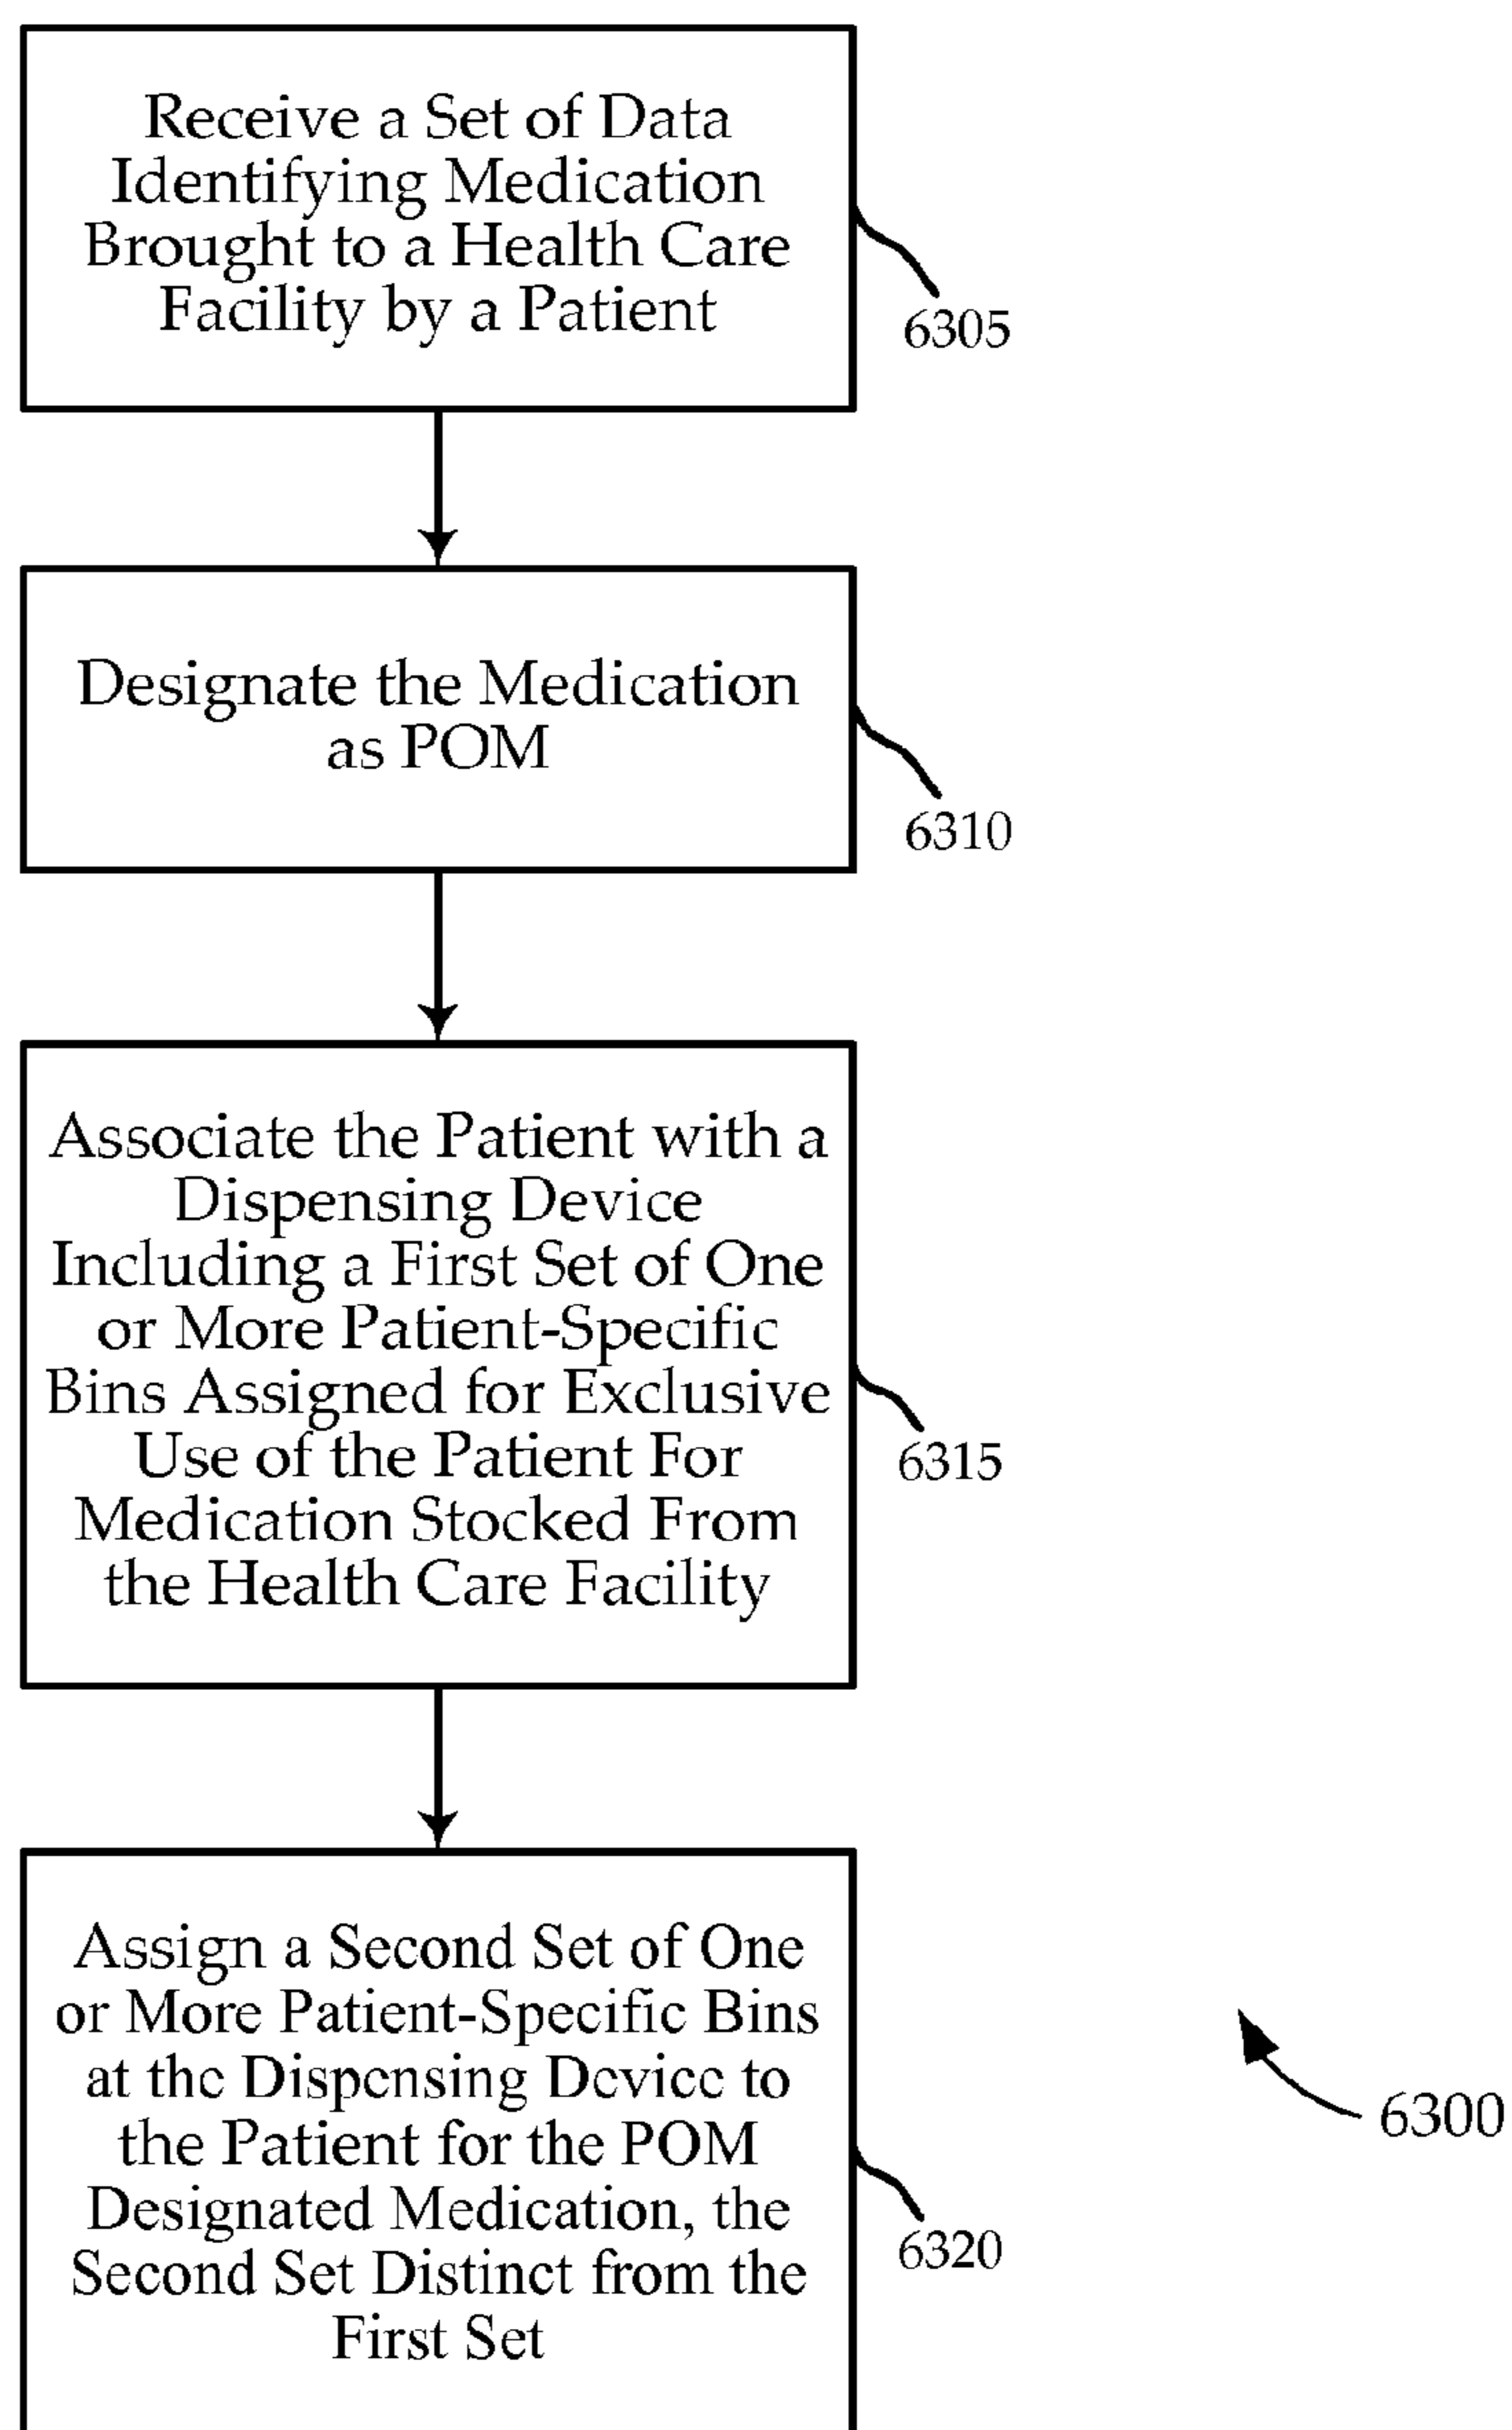 Receive a Set of Data
Identifying Medication
Brought to a Health Care
Facility by a Patient
6305
Designate the Medication
as POM
6310
Associate the Patient with a
Dispensing Device
Including a First Set of One
or More Patient-Specific
Bins Assigned for Exclusive
Use of the Patient For
Medication Stocked From
the Health Care Facility
6315
Assign a Second Set of One
or More Patient-Specific Bins
at the Dispensing Device to
the Patient for the POM
Designated Medication, the
Second Set Distinct from the
First Set
6320
6300